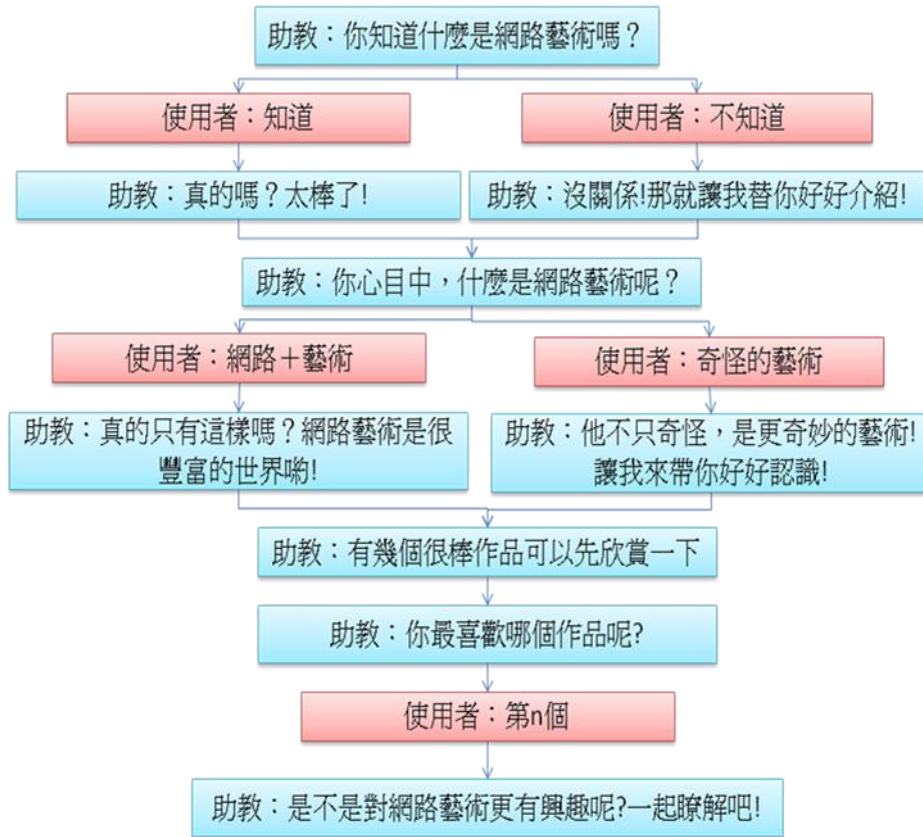 助教：你知道什麼是網路藝術嗎？
使用者：知道
使用者：不知道
助教：真的嗎？太棒了!
助教：沒關係!那就讓我替你好好介紹!
助教：你心目中，什麼是網路藝術呢？
使用者：網路＋藝術
使用者：奇怪的藝術
助教：真的只有這樣嗎？網路藝術是很
豐富的世界喲!
助教：他不只奇怪，是更奇妙的藝術!
讓我來帶你好好認識!
助教：有幾個很棒作品可以先欣賞一下
助教：你最喜歡哪個作品呢?
使用者：第n個
助教：是不是對網路藝術更有興趣呢?一起瞭解吧!